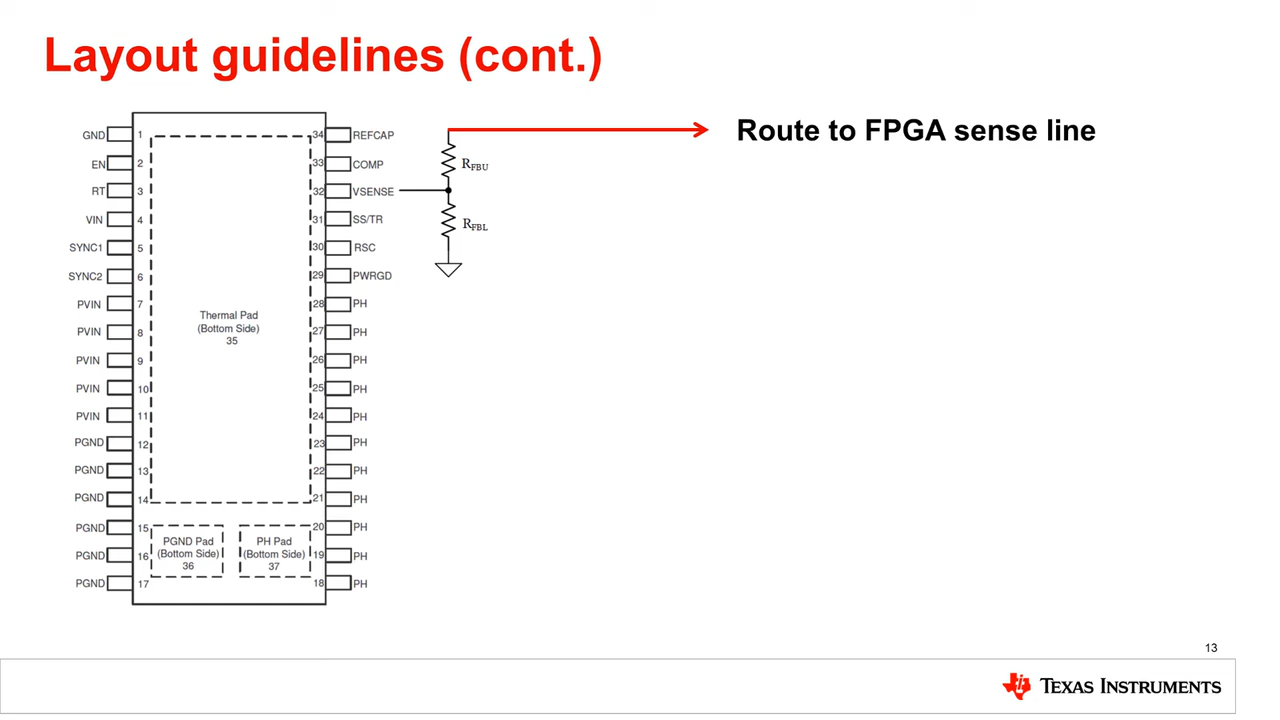 Layout guidelines (cont.)
GND 1
EN 2
RT 3
VIN 4
SYNC1 5
SYNC2 6
PVIN 7
PVIN 8
PVIN 9
PVIN 10
PVIN 11
PGND 12
PGND 13
PGND 14
PGND 15
PGND 16
PGND 17
Thermal Pad
(Bottom Side)
35
PGND Pad
(Bottom Side)
36
PH Pad
(Bottom Side)
37
34 REFCAP
33 COMP
32 VSENSE
31 SS/TR
30 RSC
29 PWRGD
28 PH
27 PH
26 PH
25 PH
24 PH
23 PH
22 PH
21 PH
20 PH
19 PH
18 PH
RFBU
RFBL
Route to FPGA sense line
13
TEXAS INSTRUMENTS